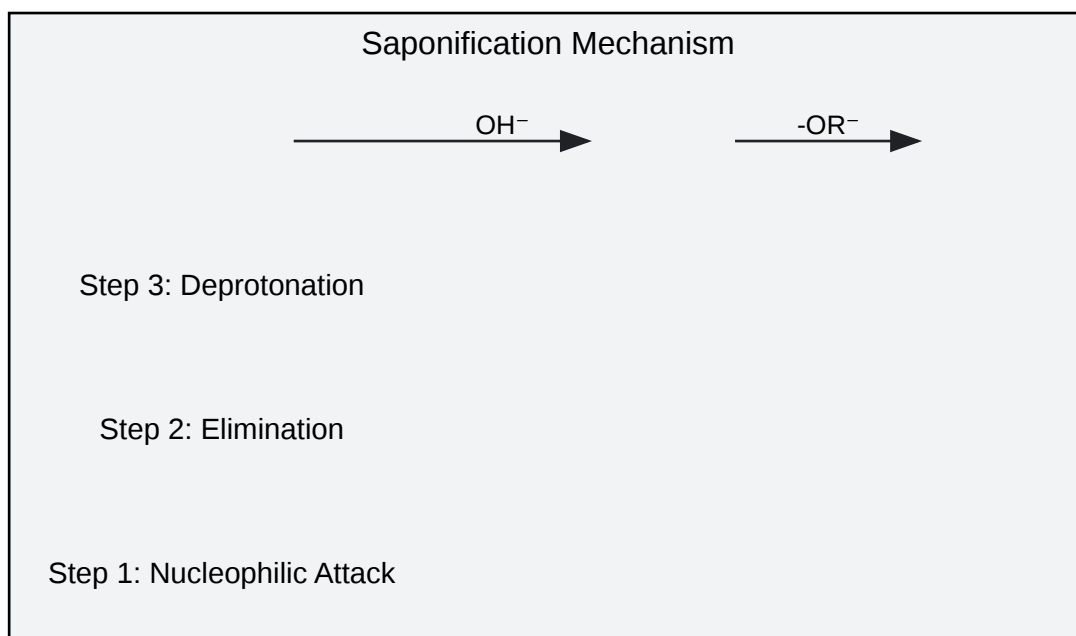 Saponification Mechanism
OH⁻
-OR⁻
Step 3: Deprotonation
Step 2: Elimination
Step 1: Nucleophilic Attack